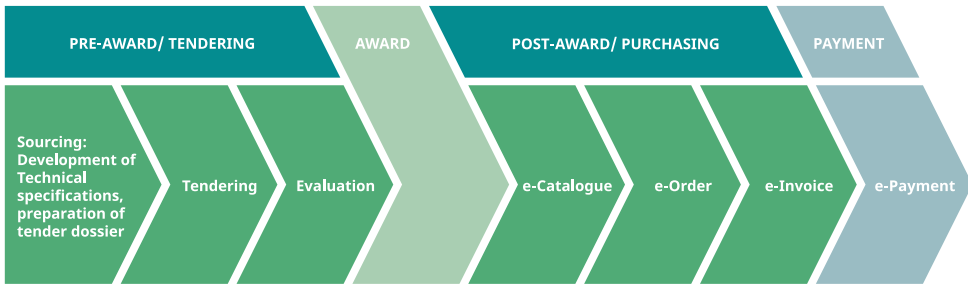 PRE-AWARD/ TENDERING
AWARD
POST-AWARD/ PURCHASING
PAYMENT
Sourcing:
Development of
Technical
specifications,
preparation of
tender dossier
Tendering
Evaluation
e-Catalogue
e-Order
e-Invoice
e-Payment